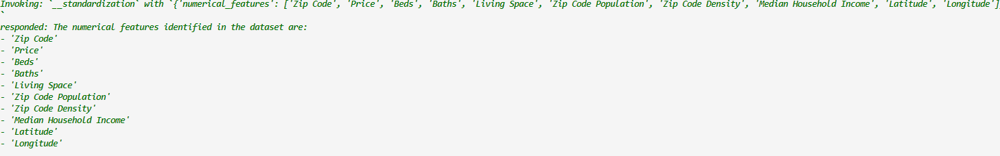 Invoking: `__standardization` with `{'numerical_features': ['Zip Code', 'Price', 'Beds', 'Baths', 'Living Space', 'Zip Code Population', 'Zip Code Density', 'Median Household Income', 'Latitude', 'Longitude'],
`
responded: The numerical features identified in the dataset are:
- 'Zip Code'
- 'Price'
- 'Beds'
- 'Baths'
- 'Living Space'
- 'Zip Code Population'
- 'Zip Code Density'
- 'Median Household Income'
- 'Latitude'
- 'Longitude'